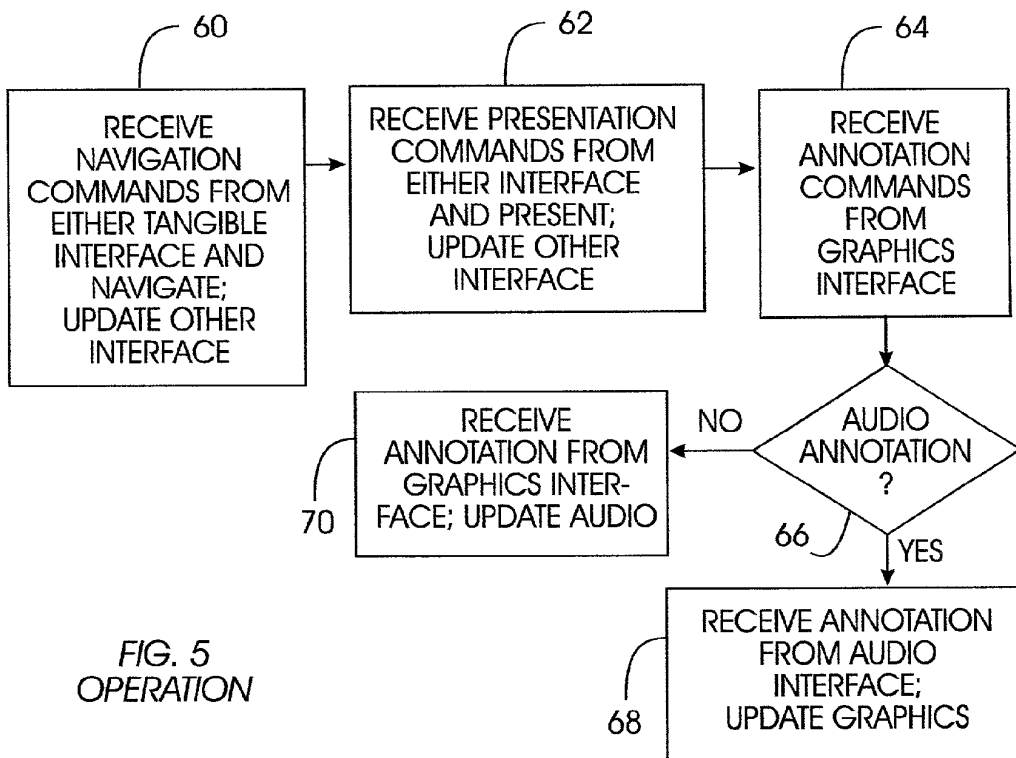 60
62
64
RECEIVE
NAVIGATION
COMMANDS FROM
EITHER TANGIBLE
INTERFACE AND
NAVIGATE;
UPDATE OTHER
INTERFACE
RECEIVE PRESENTATION
COMMANDS FROM
EITHER INTERFACE
AND PRESENT;
UPDATE OTHER
INTERFACE
RECEIVE
ANNOTATION
COMMANDS
FROM
GRAPHICS
INTERFACE
AUDIO
ANNOTATION
?
66
NO
YES
RECEIVE
ANNOTATION FROM
GRAPHICS INTER-
FACE; UPDATE AUDIO
70
RECEIVE ANNOTATION
FROM AUDIO
INTERFACE;
UPDATE GRAPHICS
68
FIG. 5
OPERATION